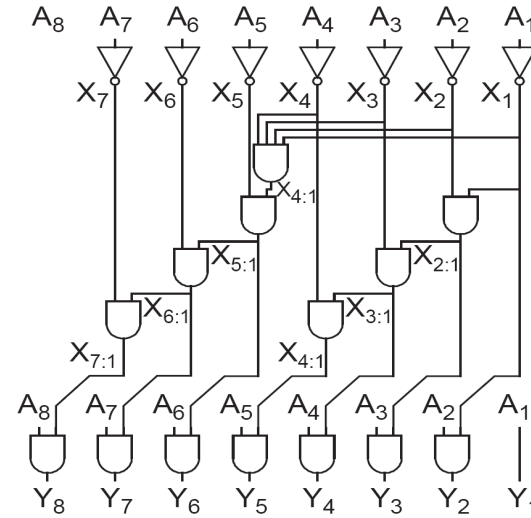 A₈ A₇ A₆ A₅ A₄ A₃ A₂ A₁
X₇ X₆ X₅ X₄ X₃ X₂ X₁
X₄:₁
X₅:₁ X₂:₁
X₆:₁ X₃:₁
X₇:₁ X₄:₁
A₈ A₇ A₆ A₅ A₄ A₃ A₂ A₁
Y₈ Y₇ Y₆ Y₅ Y₄ Y₃ Y₂ Y₁